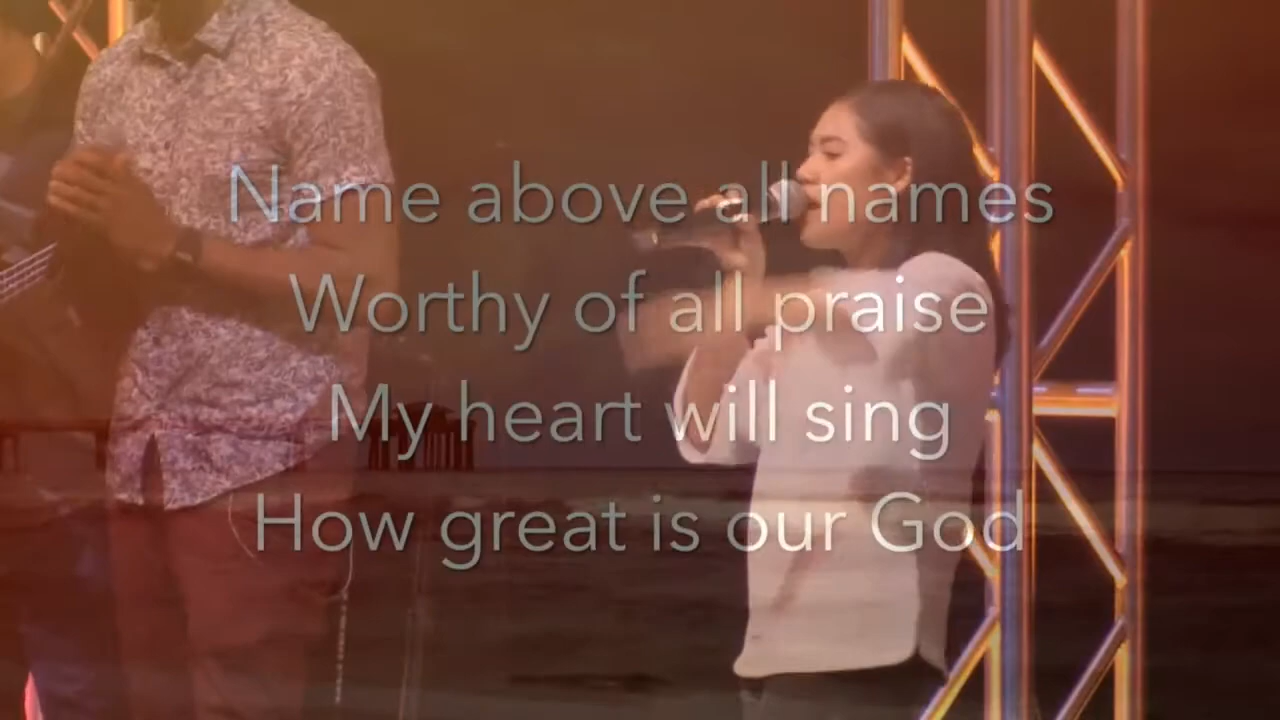 Name above all names
Worthy of all praise
My heart will sing
How great is our God